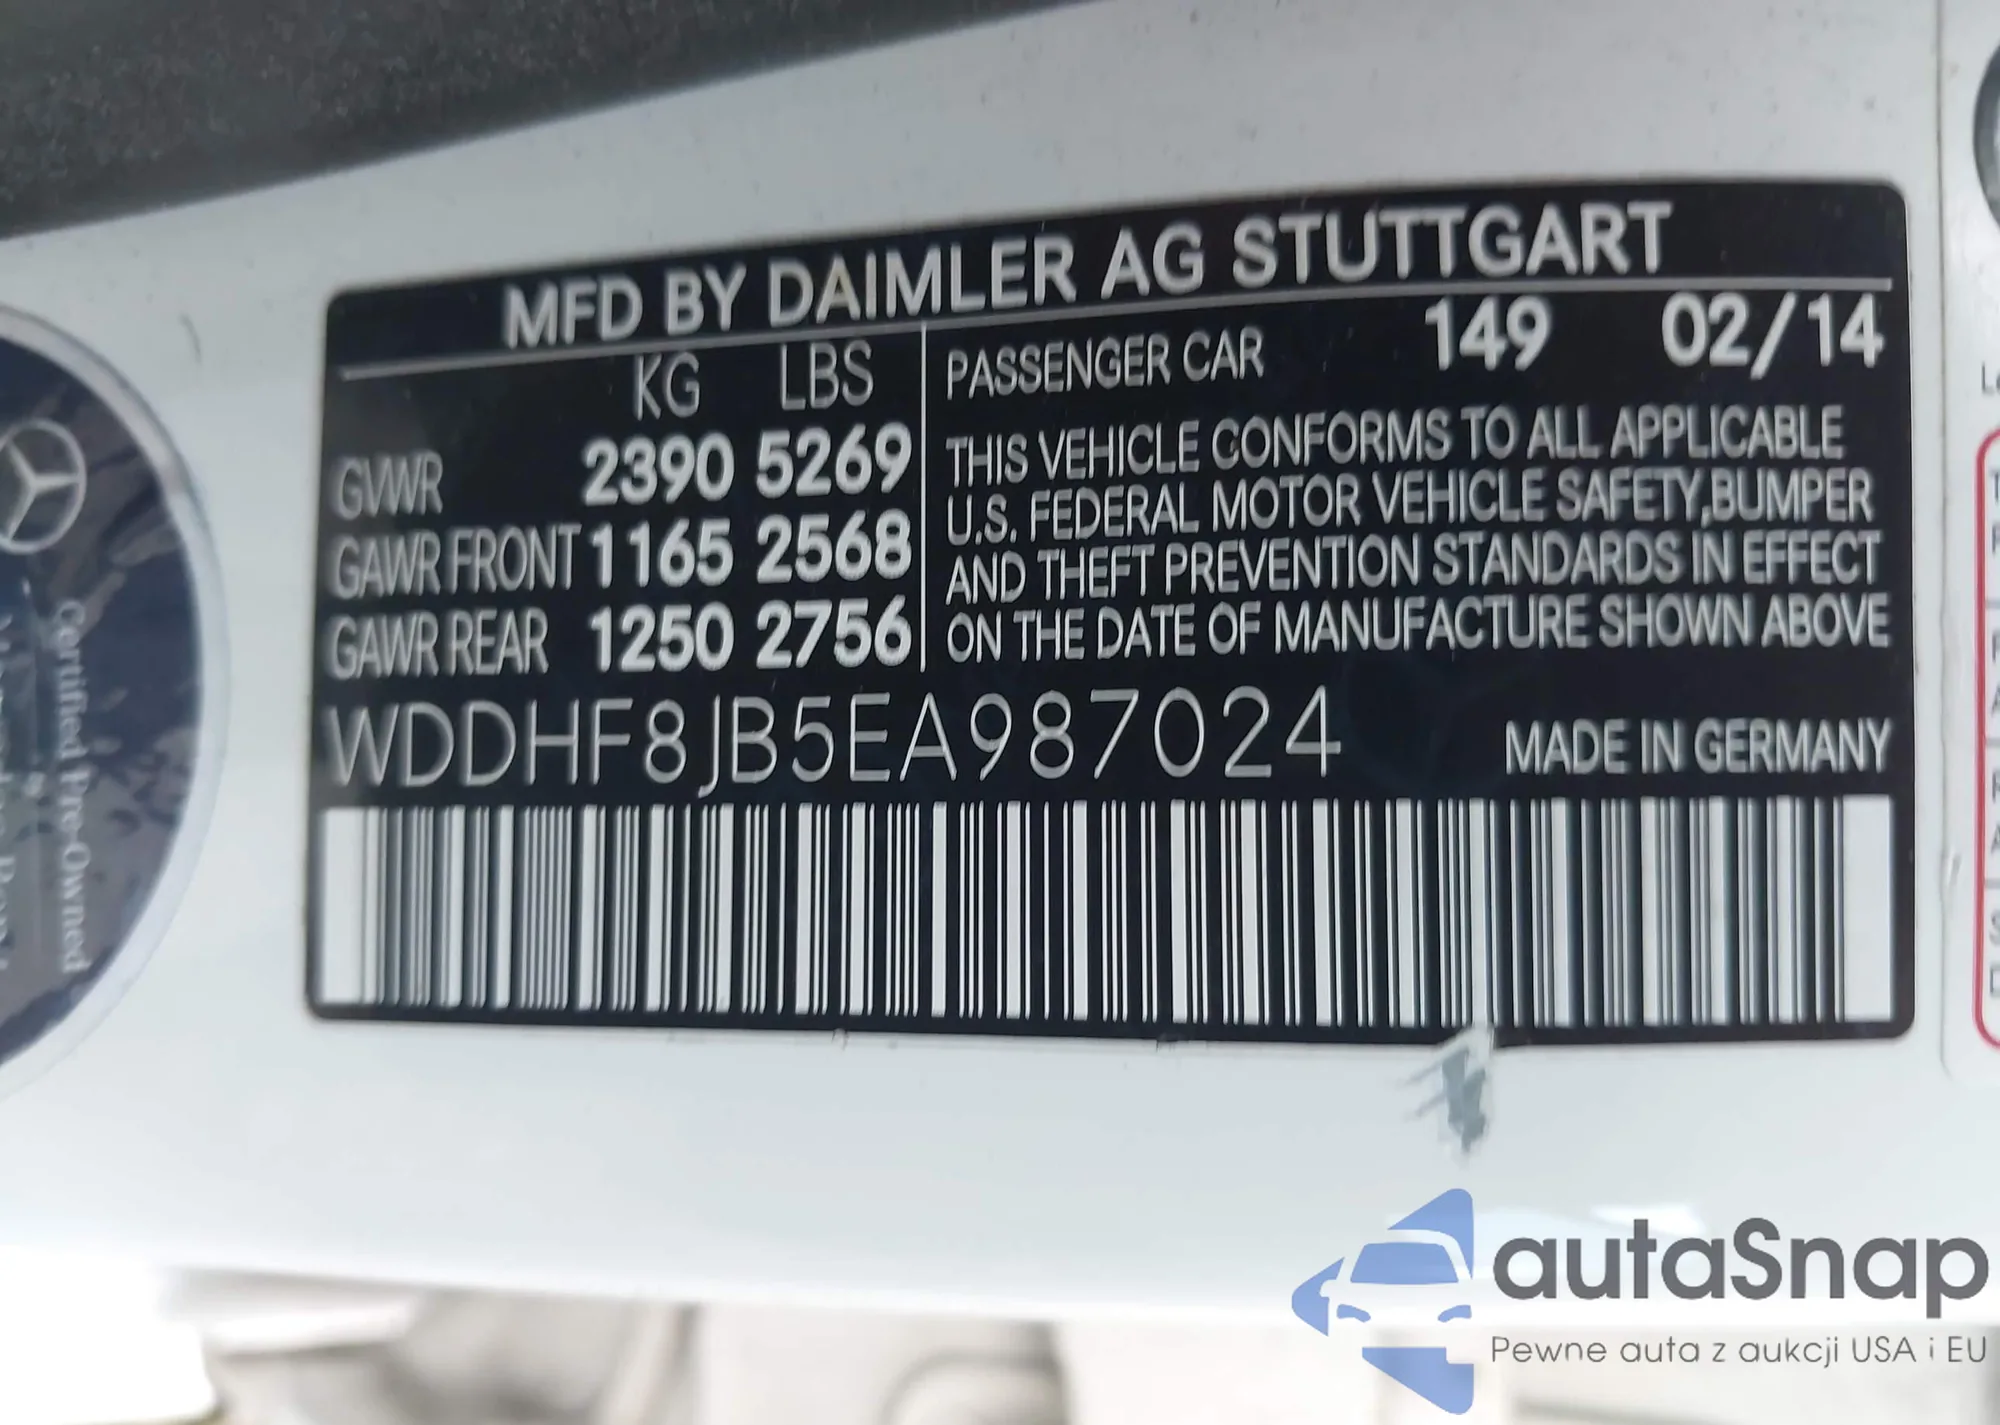 MFD BY DAIMLER AG STUTTGART
KG LBS
GVWR 2390 5269
GAWR FRONT 1165 2568
GAWR REAR 1250 2756
PASSENGER CAR 149 02/14
THIS VEHICLE CONFORMS TO ALL APPLICABLE
U.S. FEDERAL MOTOR VEHICLE SAFETY,BUMPER
AND THEFT PREVENTION STANDARDS IN EFFECT
ON THE DATE OF MANUFACTURE SHOWN ABOVE
WDDHF8JB5EA987024 MADE IN GERMANY
Certified Pre-Owned
autaSnap
Pewne auta z aukcji USA i EU